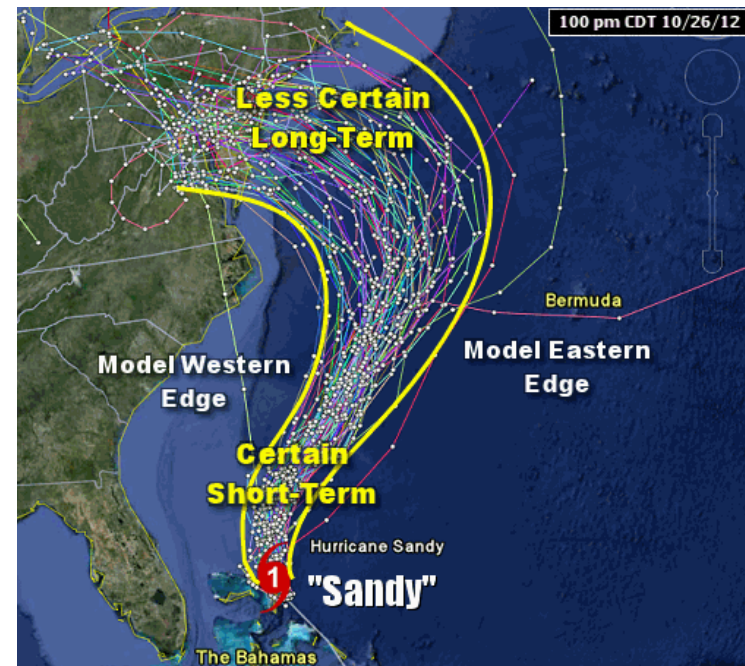 100 pm CDT 10/26/12
Less Certain
Long-Term
Bermuda
Model Western
Edge
Model Eastern
Edge
Certain
Short-Term
Hurricane Sandy
1
"Sandy"
The Bahamas